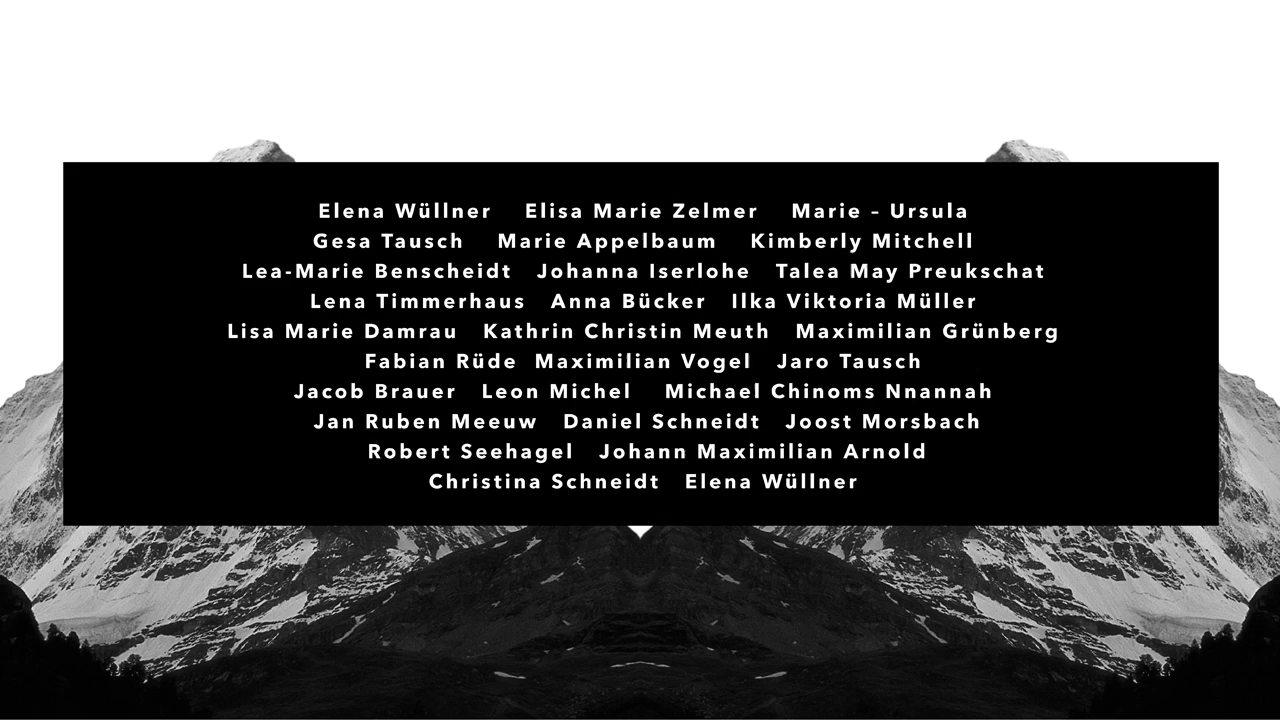 Elena Wüllner Elisa Marie Zelmer Marie – Ursula
Gesa Tausch Marie Appelbaum Kimberly Mitchell
Lea-Marie Benscheidt Johanna Iserlohe Talea May Preukschat
Lena Timmerhaus Anna Bücker Ilka Viktoria Müller
Lisa Marie Damrau Kathrin Christin Meuth Maximilian Grünberg
Fabian Rüde Maximilian Vogel Jaro Tausch
Jacob Brauer Leon Michel Michael Chinoms Nnannah
Jan Ruben Meeuw Daniel Schneidt Joost Morsbach
Robert Seehagel Johann Maximilian Arnold
Christina Schneidt Elena Wüllner